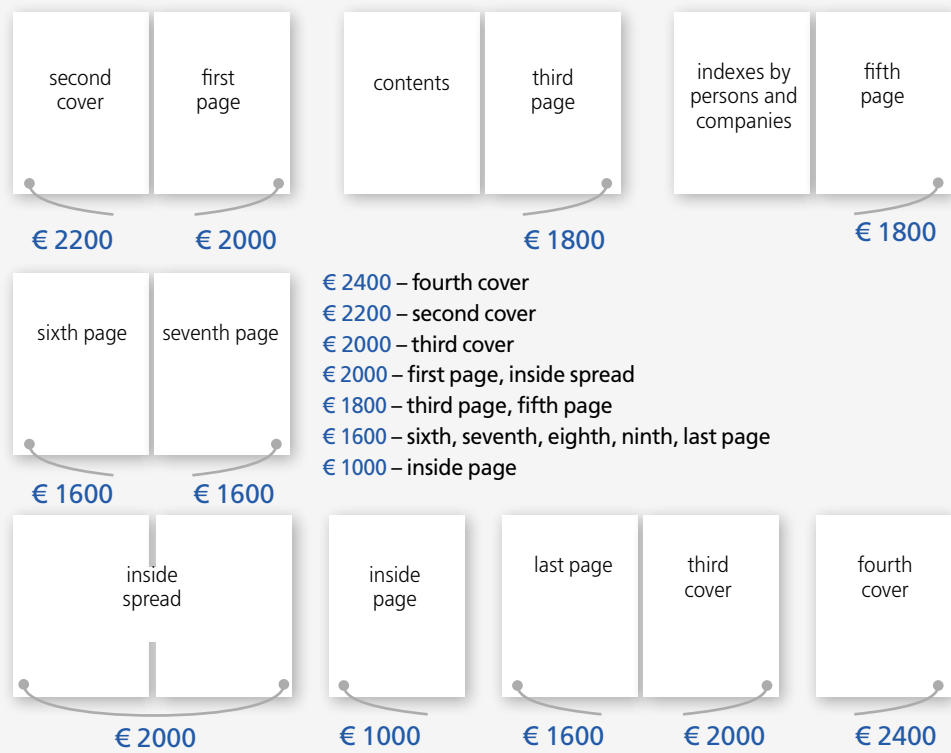 second
cover
first
page
contents
third
page
indexes by
persons and
companies
fifth
page
€ 2200
€ 2000
€ 1800
€ 1800
sixth page
seventh page
€ 2400 – fourth cover
€ 2200 – second cover
€ 2000 – third cover
€ 2000 – first page, inside spread
€ 1800 – third page, fifth page
€ 1600 – sixth, seventh, eighth, ninth, last page
€ 1000 – inside page
€ 1600
€ 1600
inside
spread
inside
page
last page
third
cover
fourth
cover
€ 2000
€ 1000
€ 1600
€ 2000
€ 2400